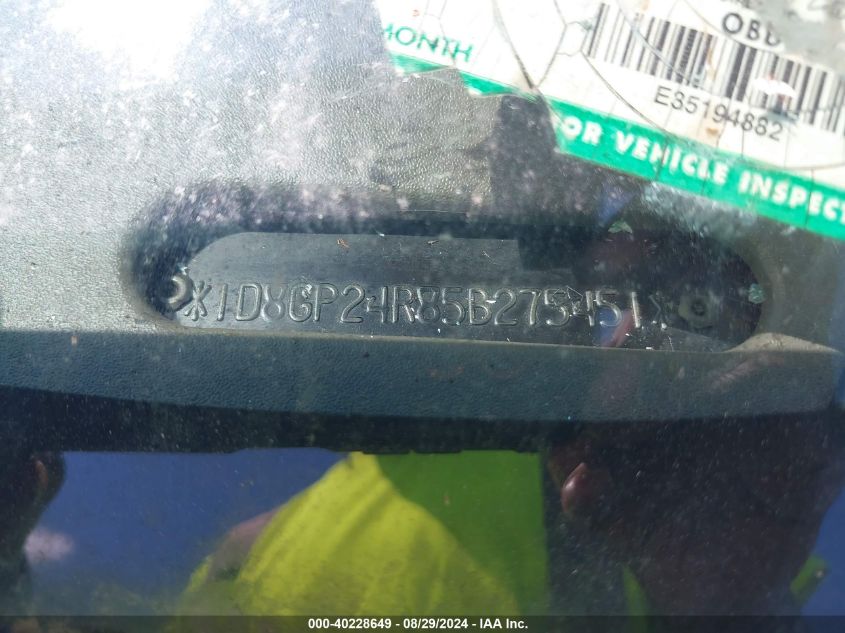 OBD
MONTH
E35194882
OR VEHICLE INSPECT
*1D8GP24R85B275451*
000-40228649 - 08/29/2024 - IAA Inc.